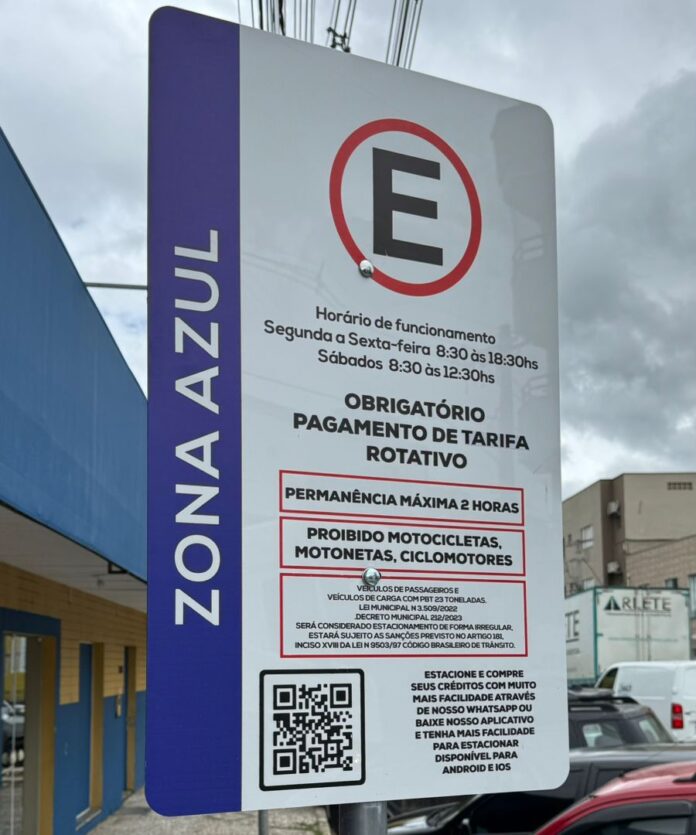 ZONA AZUL
E
Horário de funcionamento
Segunda a Sexta-feira 8:30 às 18:30hs
Sábados 8:30 às 12:30hs
OBRIGATÓRIO
PAGAMENTO DE TARIFA
ROTATIVO
PERMANÊNCIA MÁXIMA 2 HORAS
PROIBIDO MOTOCICLETAS,
MOTONETAS, CICLOMOTORES
VEÍCULOS DE PASSAGEIROS E
VEÍCULOS DE CARGA COM PBT 23 TONELADAS.
LEI MUNICIPAL N 3.509/2022
DECRETO MUNICIPAL 212/2023
SERÁ CONSIDERADO ESTACIONAMENTO DE FORMA IRREGULAR,
ESTARÁ SUJEITO AS SANÇÕES PREVISTO NO ARTIGO 181,
INCISO XVIII DA LEI N 9503/97 CÓDIGO BRASILEIRO DE TRÂNSITO.
ESTACIONE E COMPRE
SEUS CRÉDITOS COM MUITO
MAIS FACILIDADE ATRAVÉS
DE NOSSO WHATSAPP OU
BAIXE NOSSO APLICATIVO
E TENHA MAIS FACILIDADE
PARA ESTACIONAR
DISPONÍVEL PARA
ANDROID E IOS
ARLETE